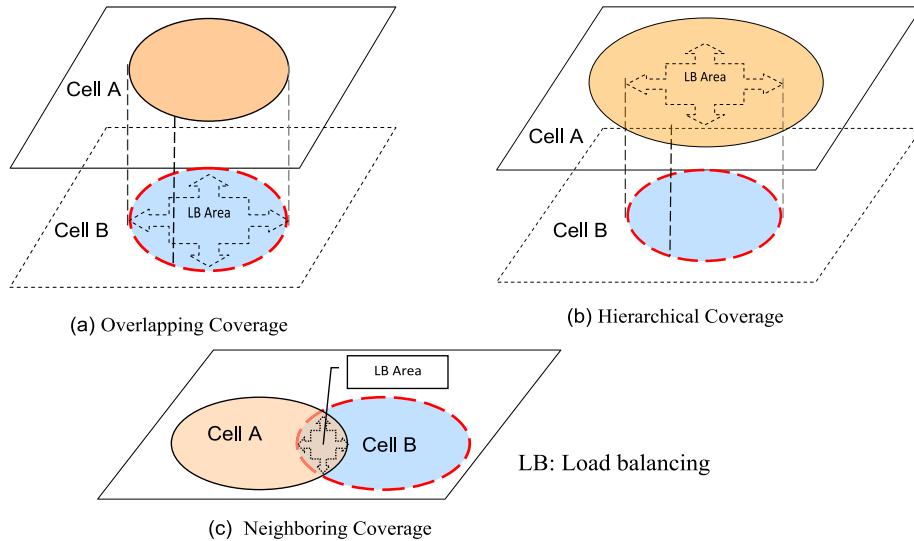 Cell A
LB Area
Cell B
(a) Overlapping Coverage
LB Area
Cell A
Cell B
(b) Hierarchical Coverage
LB Area
Cell A
Cell B
LB: Load balancing
(c) Neighboring Coverage